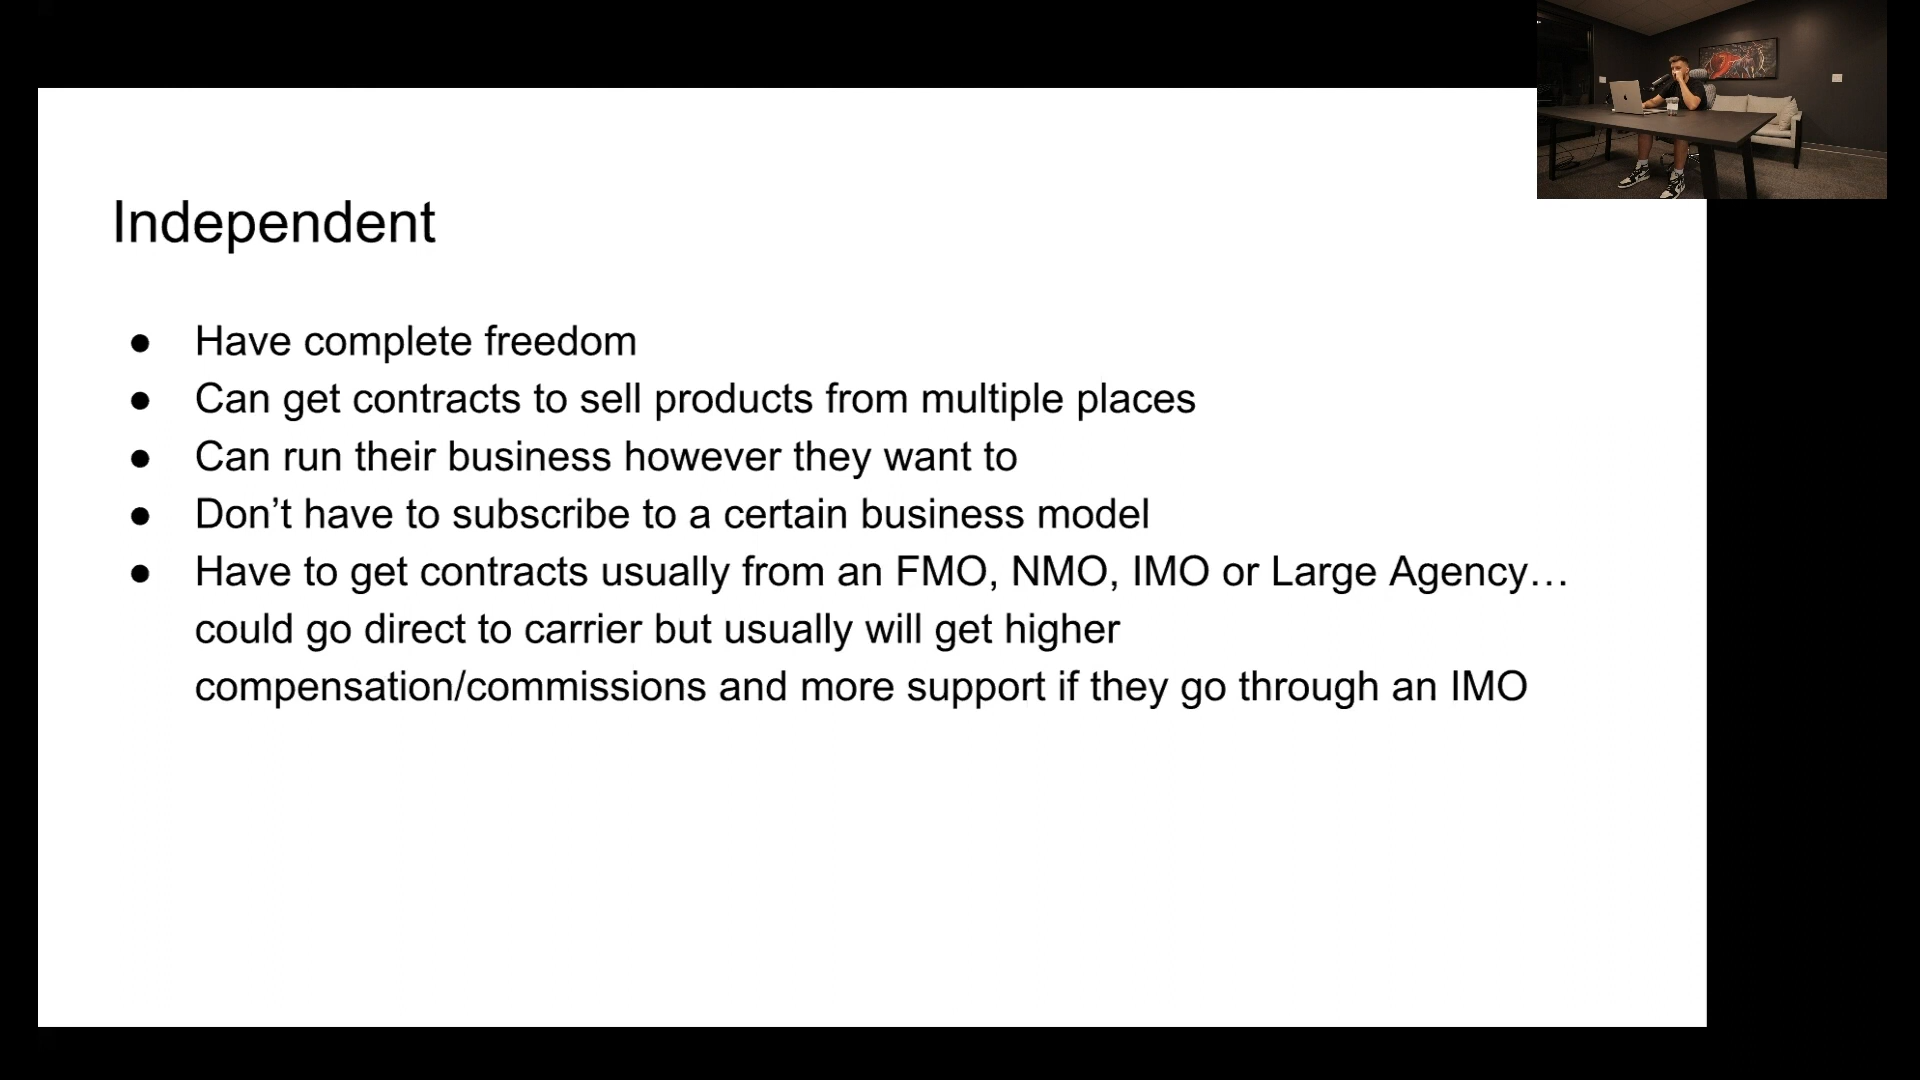 Independent
● Have complete freedom
● Can get contracts to sell products from multiple places
● Can run their business however they want to
● Don’t have to subscribe to a certain business model
● Have to get contracts usually from an FMO, NMO, IMO or Large Agency…
could go direct to carrier but usually will get higher
compensation/commissions and more support if they go through an IMO